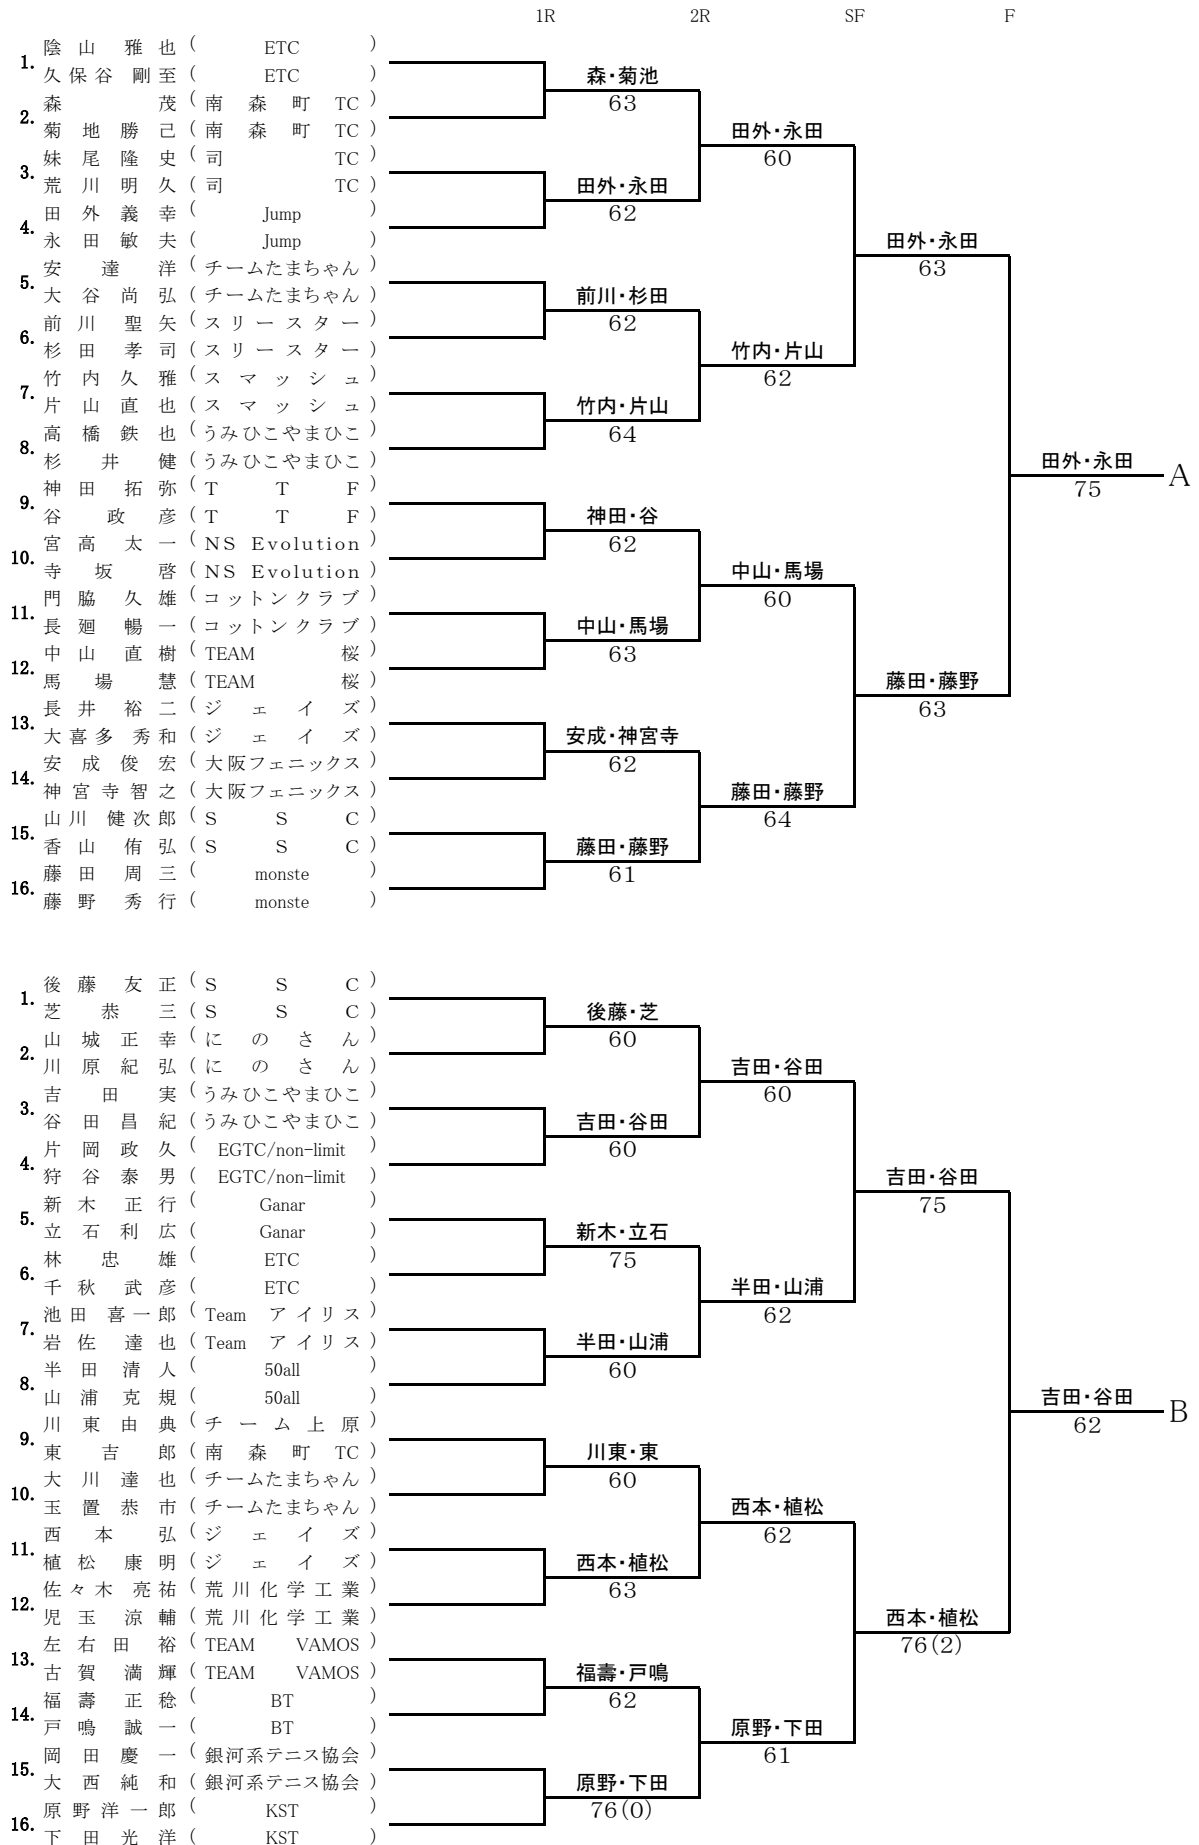 1R 2R SF F
1.
陰山 雅也 ( ETC )
久保谷 剛至 ( ETC )
2.
森 茂 ( 南森町 TC )
菊地勝己 ( 南森町 TC )
3.
妹尾隆史 ( 司 TC )
荒川明久 ( 司 TC )
4.
田外義幸 ( Jump )
永田敏夫 ( Jump )
5.
安達 洋 ( チームたまちゃん )
大谷尚弘 ( チームたまちゃん )
6.
前川聖矢 ( スリースター )
杉田孝司 ( スリースター )
7.
竹内久雅 ( スマッシュ )
片山直也 ( スマッシュ )
8.
高橋鉄也 ( うみひこやまひこ )
杉井 健 ( うみひこやまひこ )
9.
神田拓弥 ( T T F )
谷 政彦 ( T T F )
10.
宮高太一 ( NS Evolution )
寺坂 啓 ( NS Evolution )
11.
門脇久雄 ( コットンクラブ )
長廻暢一 ( コットンクラブ )
12.
中山直樹 ( TEAM 桜 )
馬場 慧 ( TEAM 桜 )
13.
長井裕二 ( ジェイズ )
大喜多 秀和 ( ジェイズ )
14.
安成俊宏 ( 大阪フェニックス )
神宮寺智之 ( 大阪フェニックス )
15.
山川 健次郎 ( S S C )
香山侑弘 ( S S C )
16.
藤田周三 ( monste )
藤野秀行 ( monste )
森・菊池
63
田外・永田
62
前川・杉田
62
竹内・片山
64
神田・谷
62
中山・馬場
63
安成・神宮寺
62
藤田・藤野
61
田外・永田
60
竹内・片山
62
中山・馬場
60
藤田・藤野
64
田外・永田
63
藤田・藤野
63
田外・永田
75
A
1.
後藤友正 ( S S C )
芝 恭三 ( S S C )
2.
山城正幸 ( にのさん )
川原紀弘 ( にのさん )
3.
吉田 実 ( うみひこやまひこ )
谷田昌紀 ( うみひこやまひこ )
4.
片岡政久 ( EGTC/non-limit )
狩谷泰男 ( EGTC/non-limit )
5.
新木正行 ( Ganar )
立石利広 ( Ganar )
6.
林 忠雄 ( ETC )
千秋武彦 ( ETC )
7.
池田 喜一郎 ( Team アイリス )
岩佐達也 ( Team アイリス )
8.
半田清人 ( 50all )
山浦克規 ( 50all )
9.
川東由典 ( チーム上原 )
東 吉郎 ( 南森町 TC )
10.
大川達也 ( チームたまちゃん )
玉置恭市 ( チームたまちゃん )
11.
西本 弘 ( ジェイズ )
植松康明 ( ジェイズ )
12.
佐々木 亮祐 ( 荒川化学工業 )
児玉涼輔 ( 荒川化学工業 )
13.
左右田 裕 ( TEAM VAMOS )
古賀満輝 ( TEAM VAMOS )
14.
福壽正稔 ( BT )
戸鳴誠一 ( BT )
15.
岡田慶一 ( 銀河系テニス協会 )
大西純和 ( 銀河系テニス協会 )
16.
原野洋一郎 ( KST )
下田光洋 ( KST )
後藤・芝
60
吉田・谷田
60
新木・立石
75
半田・山浦
60
川東・東
60
西本・植松
63
福壽・戸鳴
62
原野・下田
76(0)
吉田・谷田
60
半田・山浦
62
西本・植松
62
原野・下田
61
吉田・谷田
75
西本・植松
76(2)
吉田・谷田
62
B